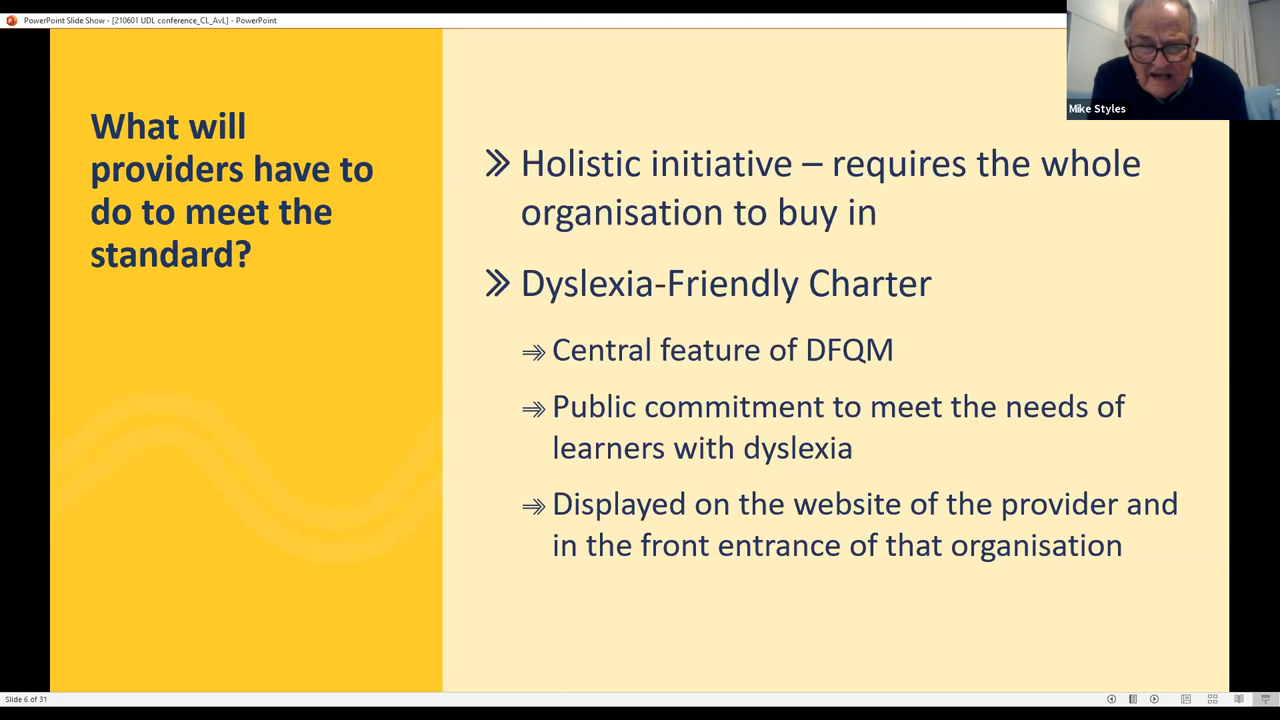 PowerPoint Slide Show - [210601 UDL conference_CL_AvL] - PowerPoint
Mike Styles
What will
providers have to
do to meet the
standard?
Holistic initiative – requires the whole
organisation to buy in
Dyslexia-Friendly Charter
Central feature of DFQM
Public commitment to meet the needs of
learners with dyslexia
Displayed on the website of the provider and
in the front entrance of that organisation
Slide 6 of 31